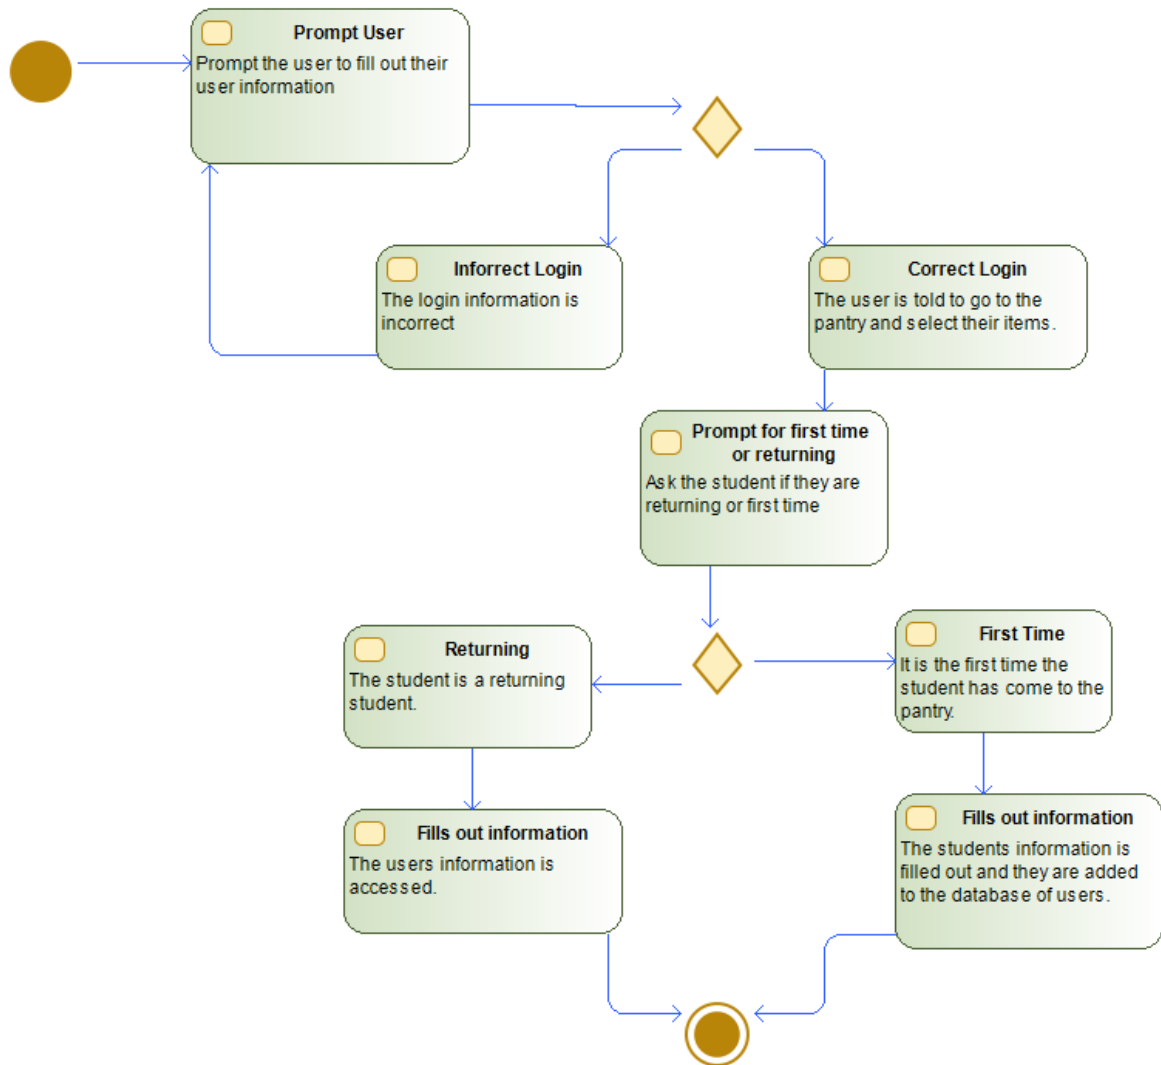 Prompt User
Prompt the user to fill out their
user information
Inforrect Login
The login information is
incorrect
Correct Login
The user is told to go to the
pantry and select their items.
Prompt for first time
or returning
Ask the student if they are
returning or first time
Returning
The student is a returning
student.
First Time
It is the first time the
student has come to the
pantry.
Fills out information
The users information is
accessed.
Fills out information
The students information is
filled out and they are added
to the database of users.